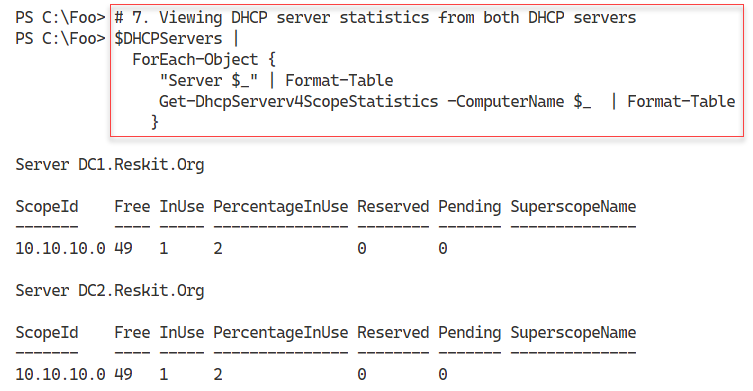 PS C:\Foo> # 7. Viewing DHCP server statistics from both DHCP servers
PS C:\Foo> $DHCPServers |
  ForEach-Object {
     "Server $_" | Format-Table
     Get-DhcpServerv4ScopeStatistics -ComputerName $_  | Format-Table
    }
Server DC1.Reskit.Org
ScopeId    Free InUse PercentageInUse Reserved Pending SuperscopeName
-------    ---- ----- --------------- -------- ------- --------------
10.10.10.0 49   1     2               0        0
Server DC2.Reskit.Org
ScopeId    Free InUse PercentageInUse Reserved Pending SuperscopeName
-------    ---- ----- --------------- -------- ------- --------------
10.10.10.0 49   1     2               0        0